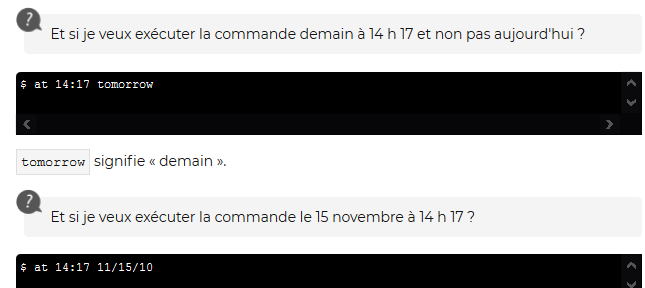 Et si je veux exécuter la commande demain à 14 h 17 et non pas aujourd'hui ?
$ at 14:17 tomorrow
tomorrow signifie « demain ».
Et si je veux exécuter la commande le 15 novembre à 14 h 17 ?
$ at 14:17 11/15/10